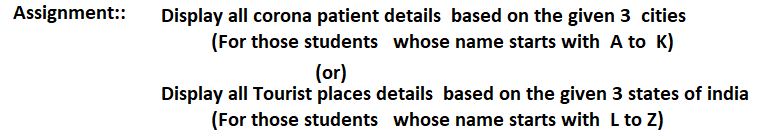 Assignment:: Display all corona patient details based on the given 3 cities
(For those students whose name starts with A to K)
(or)
Display all Tourist places details based on the given 3 states of india
(For those students whose name starts with L to Z)